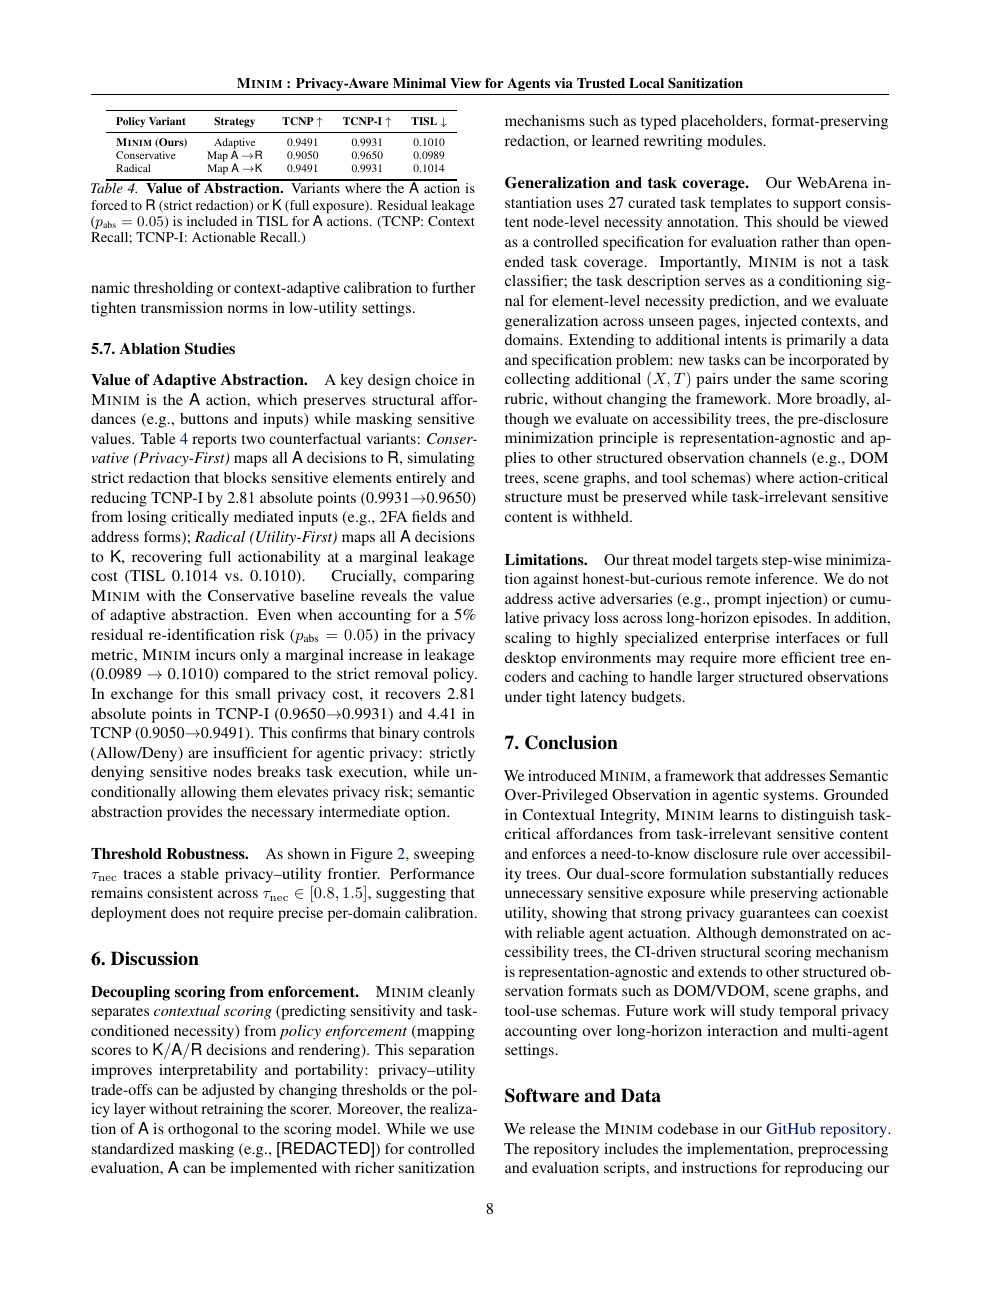 MINIM : Privacy-Aware Minimal View for Agents via Trusted Local Sanitization
Policy Variant Strategy TCNP ↑ TCNP-I ↑ TISL ↓
MINIM (Ours) Adaptive 0.9491 0.9931 0.1010
Conservative Map A →R 0.9050 0.9650 0.0989
Radical Map A →K 0.9491 0.9931 0.1014
Table 4. Value of Abstraction. Variants where the A action is
forced to R (strict redaction) or K (full exposure). Residual leakage
(pabs = 0.05) is included in TISL for A actions. (TCNP: Context
Recall; TCNP-I: Actionable Recall.)
namic thresholding or context-adaptive calibration to further
tighten transmission norms in low-utility settings.
5.7. Ablation Studies
Value of Adaptive Abstraction. A key design choice in
MINIM is the A action, which preserves structural affor-
dances (e.g., buttons and inputs) while masking sensitive
values. Table 4 reports two counterfactual variants: Conser-
vative (Privacy-First) maps all A decisions to R, simulating
strict redaction that blocks sensitive elements entirely and
reducing TCNP-I by 2.81 absolute points (0.9931→0.9650)
from losing critically mediated inputs (e.g., 2FA fields and
address forms); Radical (Utility-First) maps all A decisions
to K, recovering full actionability at a marginal leakage
cost (TISL 0.1014 vs. 0.1010). Crucially, comparing
MINIM with the Conservative baseline reveals the value
of adaptive abstraction. Even when accounting for a 5%
residual re-identification risk (pabs = 0.05) in the privacy
metric, MINIM incurs only a marginal increase in leakage
(0.0989 → 0.1010) compared to the strict removal policy.
In exchange for this small privacy cost, it recovers 2.81
absolute points in TCNP-I (0.9650→0.9931) and 4.41 in
TCNP (0.9050→0.9491). This confirms that binary controls
(Allow/Deny) are insufficient for agentic privacy: strictly
denying sensitive nodes breaks task execution, while un-
conditionally allowing them elevates privacy risk; semantic
abstraction provides the necessary intermediate option.
Threshold Robustness. As shown in Figure 2, sweeping
τnec traces a stable privacy–utility frontier. Performance
remains consistent across τnec ∈ [0.8, 1.5], suggesting that
deployment does not require precise per-domain calibration.
6. Discussion
Decoupling scoring from enforcement. MINIM cleanly
separates contextual scoring (predicting sensitivity and task-
conditioned necessity) from policy enforcement (mapping
scores to K/A/R decisions and rendering). This separation
improves interpretability and portability: privacy–utility
trade-offs can be adjusted by changing thresholds or the pol-
icy layer without retraining the scorer. Moreover, the realiza-
tion of A is orthogonal to the scoring model. While we use
standardized masking (e.g., [REDACTED]) for controlled
evaluation, A can be implemented with richer sanitization
mechanisms such as typed placeholders, format-preserving
redaction, or learned rewriting modules.
Generalization and task coverage. Our WebArena in-
stantiation uses 27 curated task templates to support consis-
tent node-level necessity annotation. This should be viewed
as a controlled specification for evaluation rather than open-
ended task coverage. Importantly, MINIM is not a task
classifier; the task description serves as a conditioning sig-
nal for element-level necessity prediction, and we evaluate
generalization across unseen pages, injected contexts, and
domains. Extending to additional intents is primarily a data
and specification problem: new tasks can be incorporated by
collecting additional (X, T) pairs under the same scoring
rubric, without changing the framework. More broadly, al-
though we evaluate on accessibility trees, the pre-disclosure
minimization principle is representation-agnostic and ap-
plies to other structured observation channels (e.g., DOM
trees, scene graphs, and tool schemas) where action-critical
structure must be preserved while task-irrelevant sensitive
content is withheld.
Limitations. Our threat model targets step-wise minimiza-
tion against honest-but-curious remote inference. We do not
address active adversaries (e.g., prompt injection) or cumu-
lative privacy loss across long-horizon episodes. In addition,
scaling to highly specialized enterprise interfaces or full
desktop environments may require more efficient tree en-
coders and caching to handle larger structured observations
under tight latency budgets.
7. Conclusion
We introduced MINIM, a framework that addresses Semantic
Over-Privileged Observation in agentic systems. Grounded
in Contextual Integrity, MINIM learns to distinguish task-
critical affordances from task-irrelevant sensitive content
and enforces a need-to-know disclosure rule over accessibil-
ity trees. Our dual-score formulation substantially reduces
unnecessary sensitive exposure while preserving actionable
utility, showing that strong privacy guarantees can coexist
with reliable agent actuation. Although demonstrated on ac-
cessibility trees, the CI-driven structural scoring mechanism
is representation-agnostic and extends to other structured ob-
servation formats such as DOM/VDOM, scene graphs, and
tool-use schemas. Future work will study temporal privacy
accounting over long-horizon interaction and multi-agent
settings.
Software and Data
We release the MINIM codebase in our GitHub repository.
The repository includes the implementation, preprocessing
and evaluation scripts, and instructions for reproducing our
8